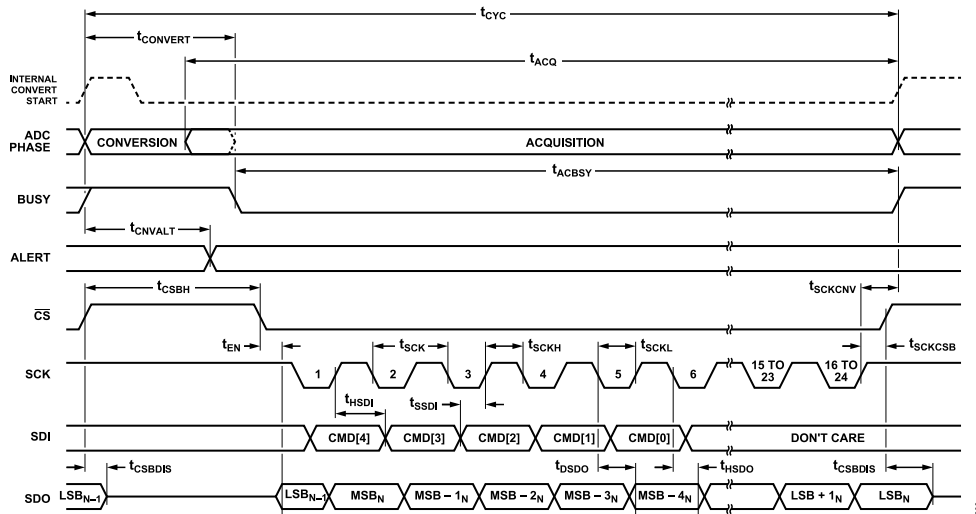 tCYC
tCONVERT
tACQ
INTERNAL
CONVERT
START
ADC
PHASE
CONVERSION
ACQUISITION
tACBSY
BUSY
tCNVALT
ALERT
tCSBH
tSCKCNV
CS
tEN
tSCK
tSCKH
tSCKL
tSCKCSB
SCK
1
2
3
4
5
6
15 TO
23
16 TO
24
tHSDI
tSSDI
SDI
CMD[4]
CMD[3]
CMD[2]
CMD[1]
CMD[0]
DON'T CARE
tCSBDIS
tDSDO
tHSDO
tCSBDIS
SDO
LSBN–1
LSBN–1
MSBN
MSB – 1N
MSB – 2N
MSB – 3N
MSB – 4N
LSB + 1N
LSBN